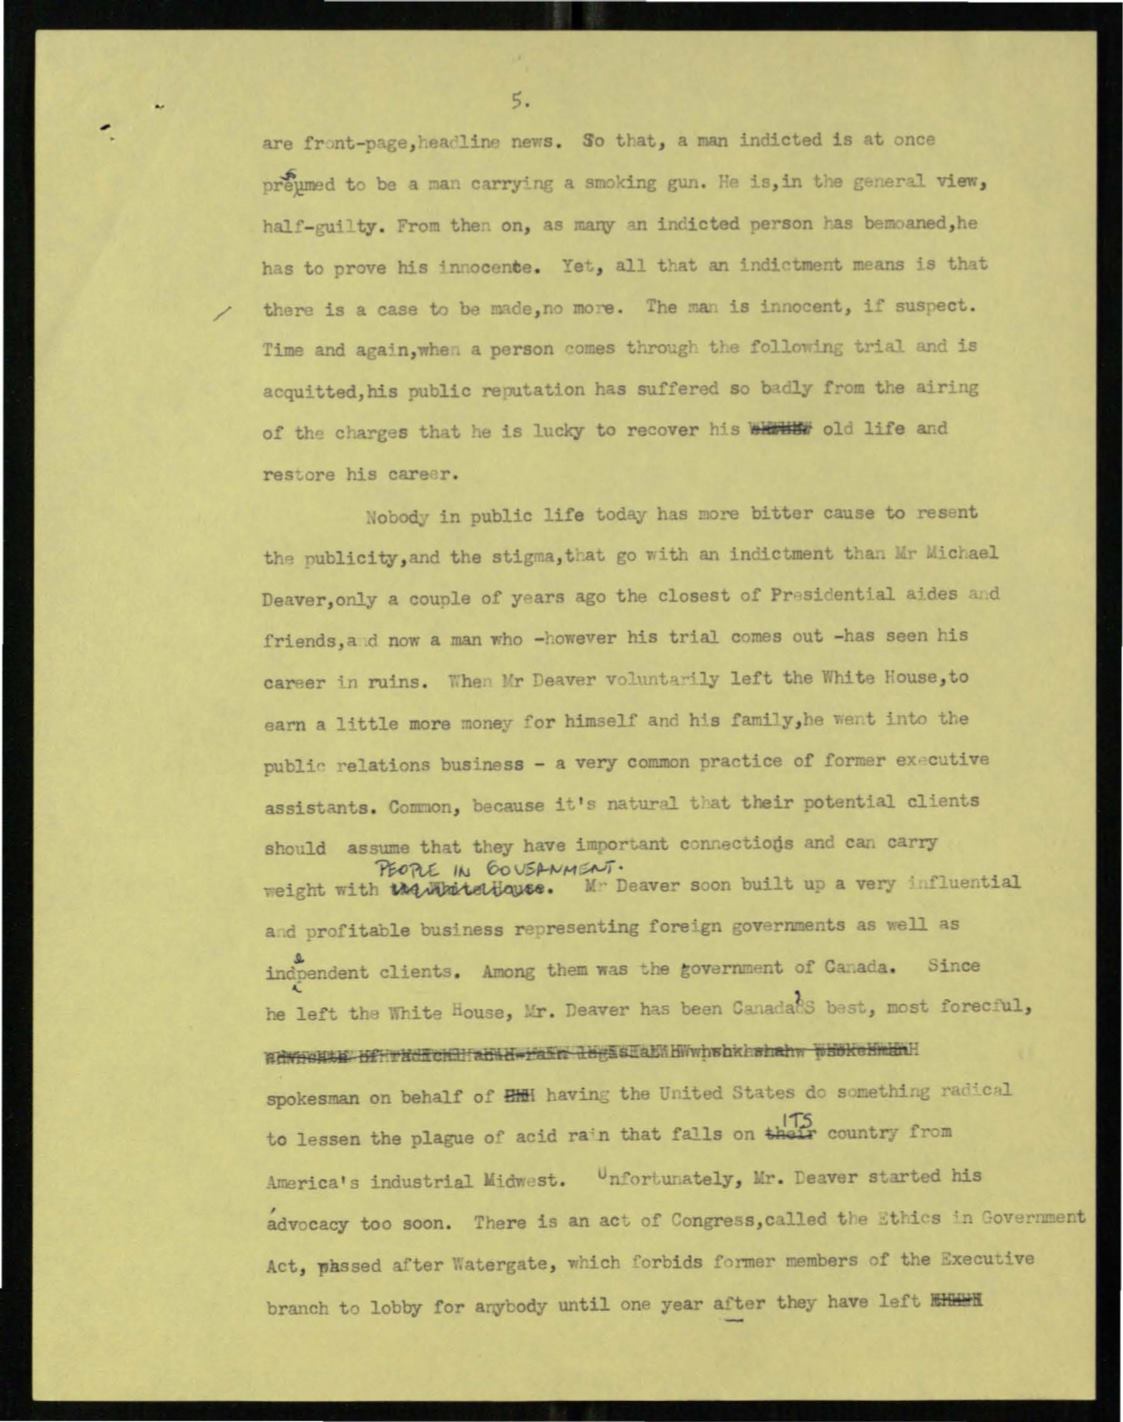 5.
are front-page,headline news. So that, a man indicted is at once
presumed to be a man carrying a smoking gun. He is,in the general view,
half-guilty. From then on, as many an indicted person has bemoaned,he
has to prove his innocence. Yet, all that an indictment means is that
there is a case to be made,no more. The man is innocent, if suspect.
Time and again,when a person comes through the following trial and is
acquitted,his public reputation has suffered so badly from the airing
of the charges that he is lucky to recover his old life and
restore his career.
Nobody in public life today has more bitter cause to resent
the publicity,and the stigma,that go with an indictment than Mr Michael
Deaver,only a couple of years ago the closest of Presidential aides and
friends,and now a man who -however his trial comes out -has seen his
career in ruins. When Mr Deaver voluntarily left the White House,to
earn a little more money for himself and his family,he went into the
public relations business - a very common practice of former executive
assistants. Common, because it's natural that their potential clients
should assume that they have important connections and can carry
PEOPLE IN GOVERNMENT.
weight with the White House. Mr Deaver soon built up a very influential
and profitable business representing foreign governments as well as
independent clients. Among them was the government of Canada. Since
he left the White House, Mr. Deaver has been Canada's best, most forecful,
spokesman on behalf of having the United States do something radical
ITS
to lessen the plague of acid rain that falls on their country from
America's industrial Midwest. Unfortunately, Mr. Deaver started his
advocacy too soon. There is an act of Congress,called the Ethics in Government
Act, passed after Watergate, which forbids former members of the Executive
branch to lobby for anybody until one year after they have left